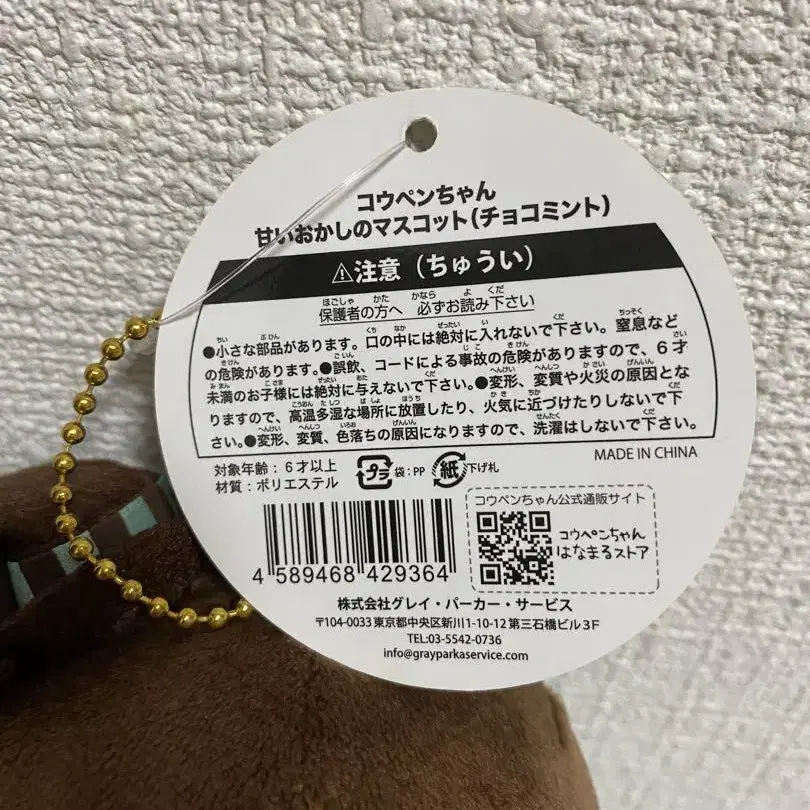 コウペンちゃん
甘いおかしのマスコット(チョコミント)
⚠注意(ちゅうい)
保護者の方へ 必ずお読み下さい
●小さな部品があります。口の中には絶対に入れないで下さい。窒息など
の危険があります。●誤飲、コードによる事故の危険がありますので、6才
未満のお子様には絶対に与えないで下さい。●変形、変質や火災の原因とな
りますので、高温多湿な場所に放置したり、火気に近づけたりしないで下
さい。●変形、変質、色落ちの原因になりますので、洗濯はしないで下さい。
MADE IN CHINA
対象年齢:6才以上
材質:ポリエステル
プラ 袋:PP 紙 下げ札
コウペンちゃん公式通販サイト
コウペンちゃん
はなまるストア
4 589468 429364
株式会社グレイ・パーカー・サービス
〒104-0033 東京都中央区新川1-10-12 第三石橋ビル3F
TEL:03-5542-0736
info@grayparkaservice.com